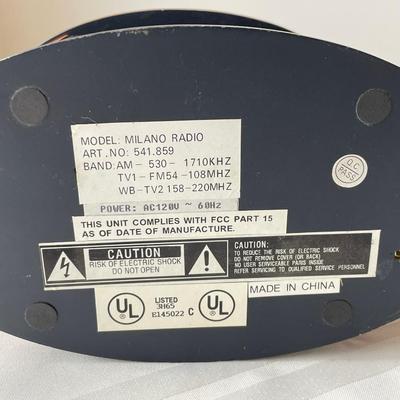 MODEL: MILANO RADIO
ART. NO: 541.859
BAND: AM - 530 - 1710KHZ
TV1 - FM54 -108MHZ
WB-TV2 158-220MHZ
POWER: AC120V ~ 60Hz
THIS UNIT COMPLIES WITH FCC PART 15
AS OF DATE OF MANUFACTURE.
CAUTION
RISK OF ELECTRIC SHOCK
DO NOT OPEN
CAUTION:
TO REDUCE THE RISK OF ELECTRIC SHOCK
DO NOT REMOVE COVER (OR BACK)
NO USER SERVICEABLE PARTS INSIDE
REFER SERVICING TO QUALIFIED SERVICE PERSONNEL
UL
LISTED
3H65
E145022
C UL
MADE IN CHINA
Q.C
PASS